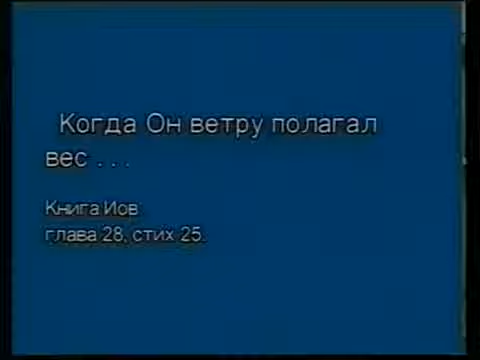 Когда Он ветру полагал
вес ...
Книга Иов:
глава 28, стих 25.